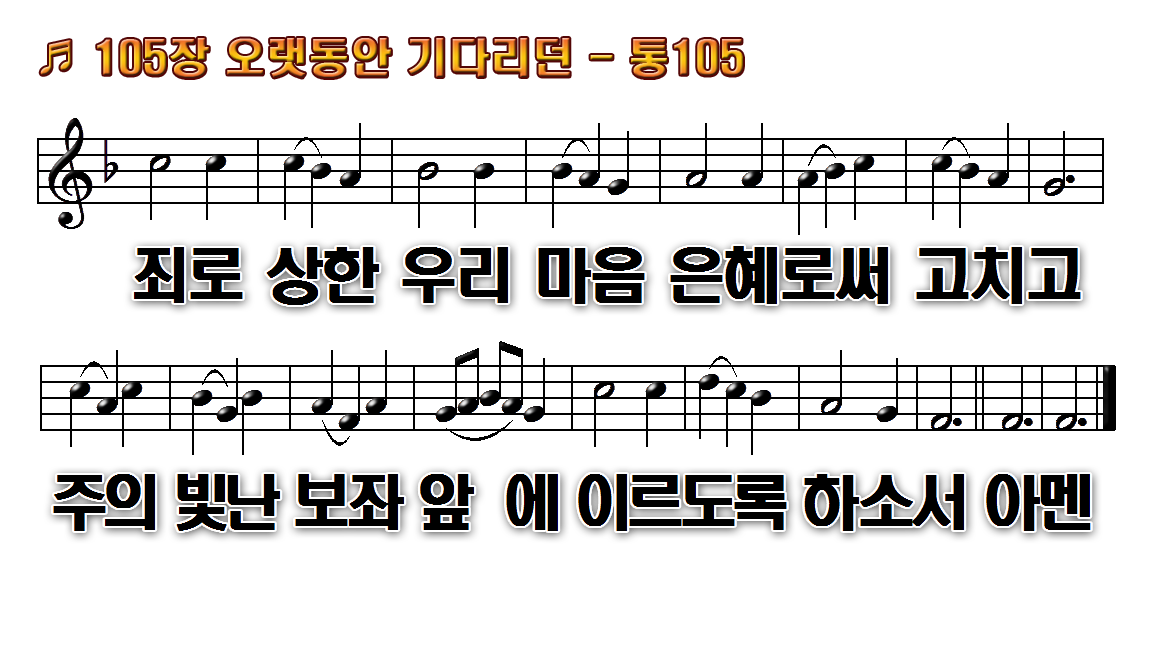 105장 오랫동안 기다리던 - 통105
죄로 상한 우리 마음 은혜로써 고치고
주의 빛난 보좌 앞 에 이르도록 하소서 아멘